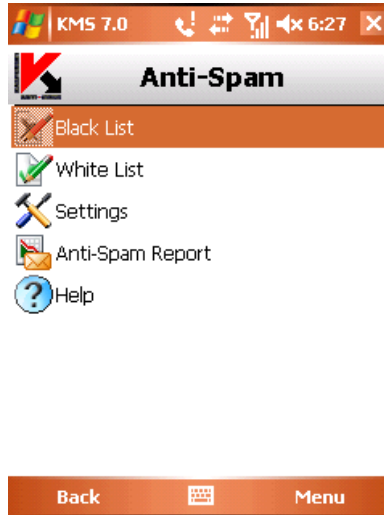 KMS 7.0 6:27
Anti-Spam
Black List
White List
Settings
Anti-Spam Report
Help
Back Menu